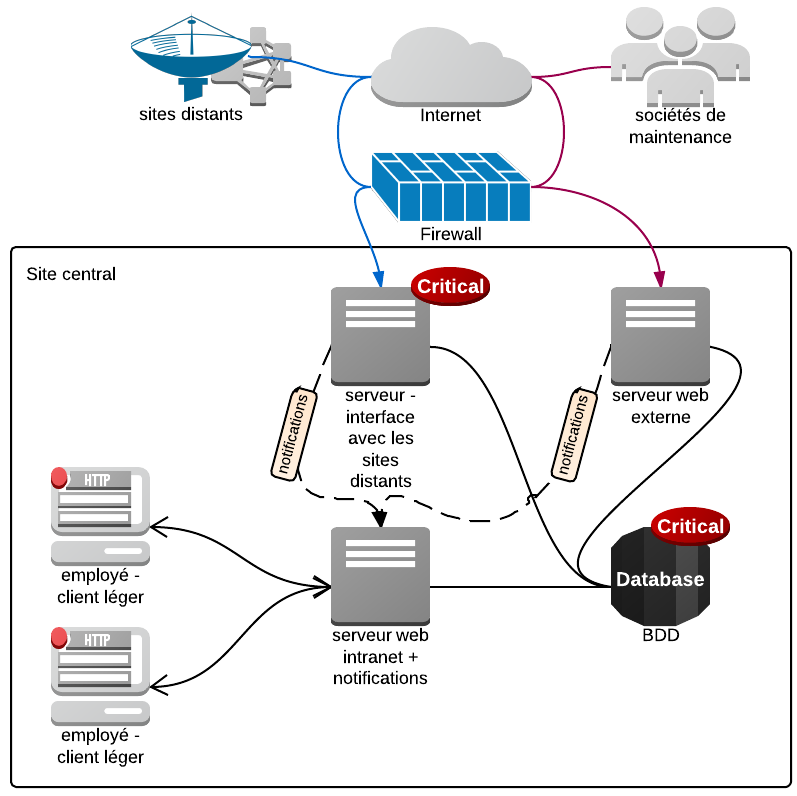 sites distants
Internet
sociétés de
maintenance
Firewall
Site central
Critical
serveur -
interface
avec les
sites
distants
serveur web
externe
notifications
notifications
HTTP
employé -
client léger
Critical
Database
BDD
serveur web
intranet +
notifications
HTTP
employé -
client léger